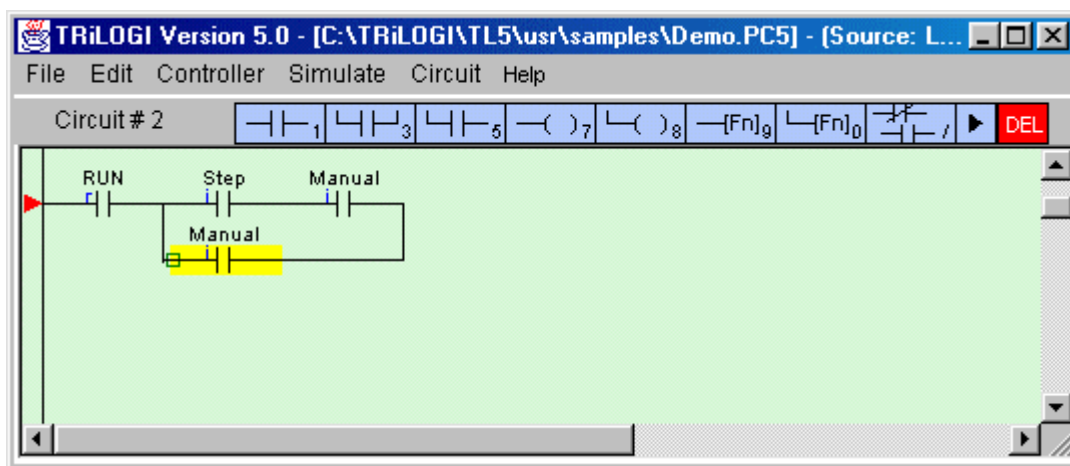 TRiLOGI Version 5.0 - [C:\TRiLOGI\TL5\usr\samples\Demo.PC5] - (Source: L...
File Edit Controller Simulate Circuit Help
Circuit # 2 1 3 5 ( )7 ( )8 [Fn]9 [Fn]0 / DEL
RUN Step Manual
r i i
Manual
i